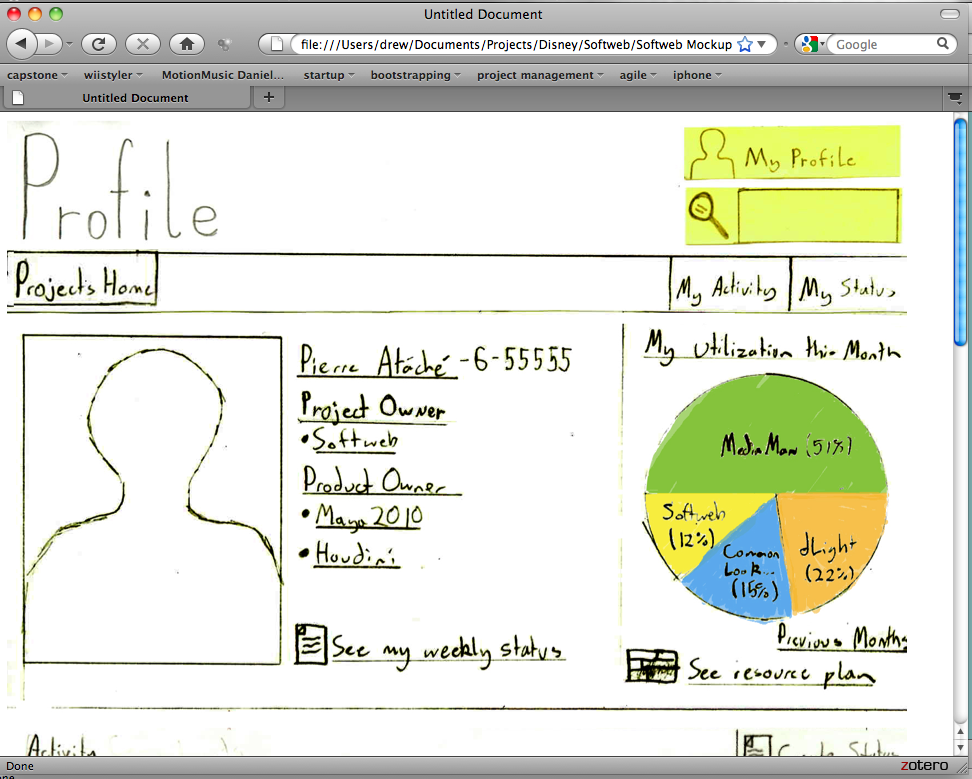 Untitled Document
file:///Users/drew/Documents/Projects/Disney/Softweb/Softweb Mockup
Google
capstone
wiistyler
MotionMusic Daniel...
startup
bootstrapping
project management
agile
iphone
Untitled Document
Profile
My Profile
Projects Home
My Activity
My Status
Pierre Atáché - 6-55555
Project Owner
•Softweb
Product Owner
•Maya 2010
•Houdini
See my weekly status
My Utilization this Month
MediaMan (51%)
Softweb
(12%)
Common
Look...
(15%)
dLight
(22%)
Previous Months
See resource plan
Activity
Done
zotero